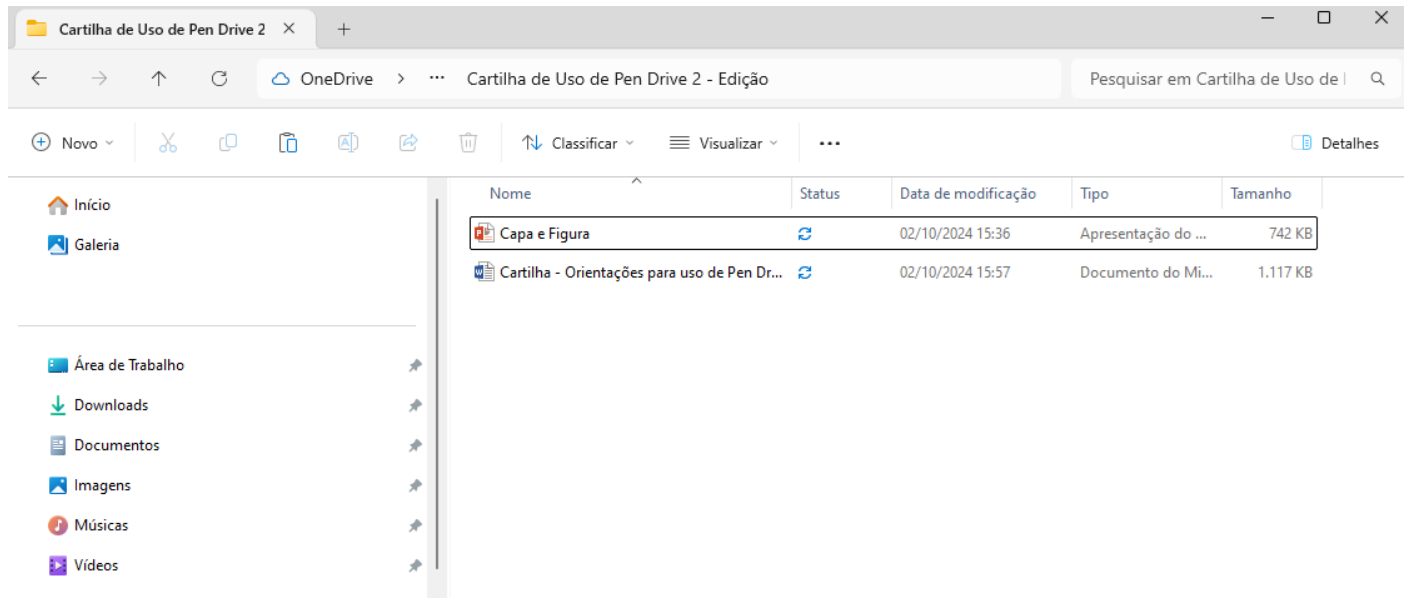 Cartilha de Uso de Pen Drive 2
OneDrive > ... Cartilha de Uso de Pen Drive 2 - Edição
Pesquisar em Cartilha de Uso de
Novo Classificar Visualizar ... Detalhes
Início
Galeria
Área de Trabalho
Downloads
Documentos
Imagens
Músicas
Vídeos
Nome Status Data de modificação Tipo Tamanho
Capa e Figura 02/10/2024 15:36 Apresentação do ... 742 KB
Cartilha - Orientações para uso de Pen Dr... 02/10/2024 15:57 Documento do Mi... 1.117 KB